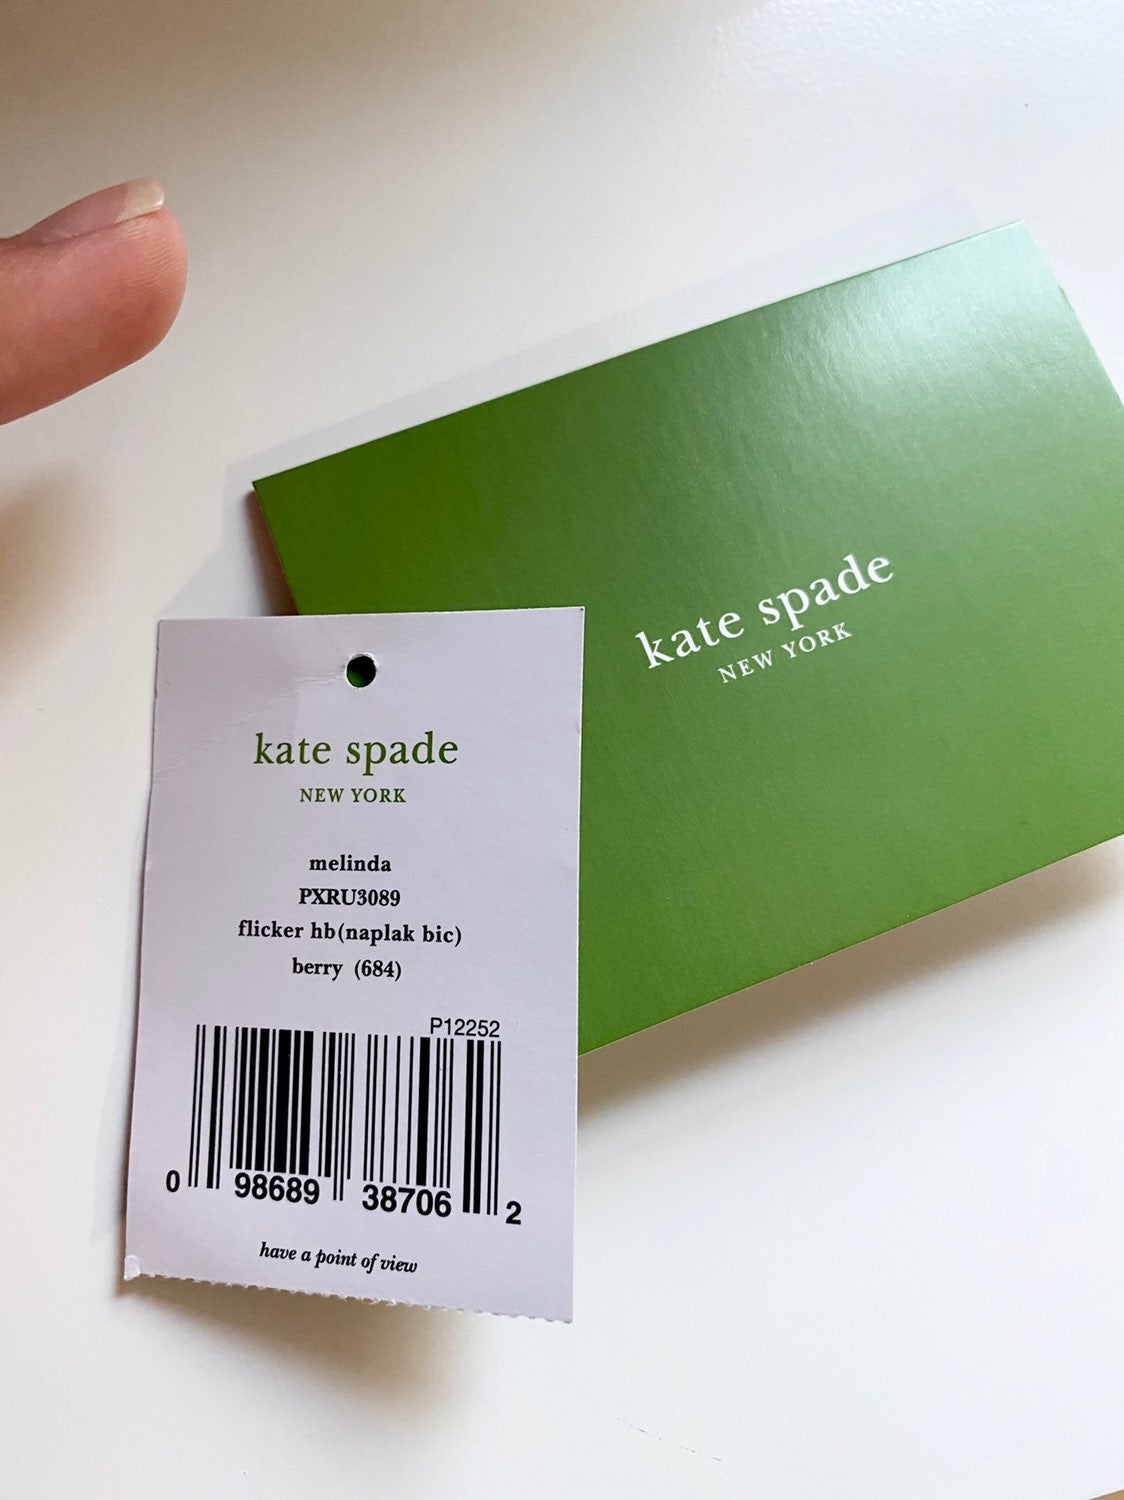 kate spade
NEW YORK
kate spade
NEW YORK
melinda
PXRU3089
flicker hb(naplak bic)
berry (684)
P12252
0 98689 38706 2
have a point of view